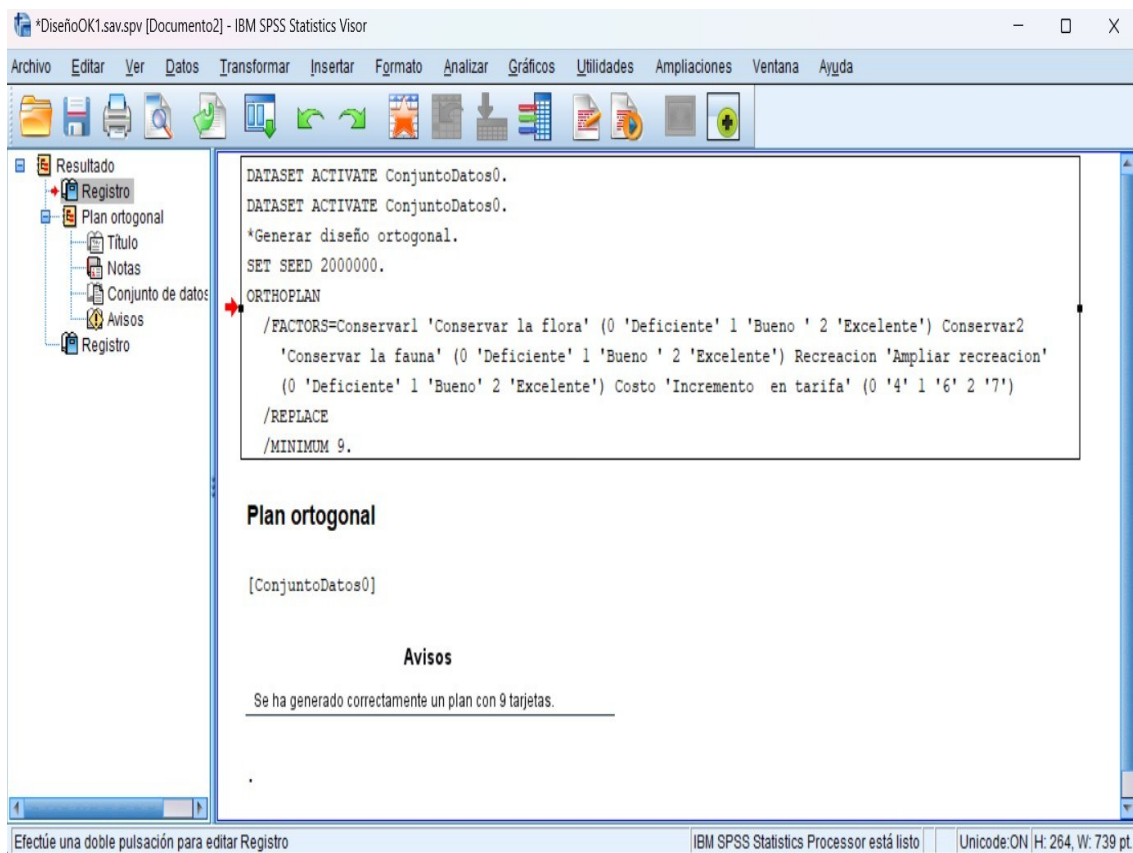 *DiseñoOK1.sav.spv [Documento2] - IBM SPSS Statistics Visor
Archivo Editar Ver Datos Transformar Insertar Formato Analizar Gráficos Utilidades Ampliaciones Ventana Ayuda
Resultado
Registro
Plan ortogonal
Título
Notas
Conjunto de datos
Avisos
Registro
DATASET ACTIVATE ConjuntoDatos0.
DATASET ACTIVATE ConjuntoDatos0.
*Generar diseño ortogonal.
SET SEED 2000000.
ORTHOPLAN
/FACTORS=Conservar1 'Conservar la flora' (0 'Deficiente' 1 'Bueno ' 2 'Excelente') Conservar2
'Conservar la fauna' (0 'Deficiente' 1 'Bueno ' 2 'Excelente') Recreacion 'Ampliar recreacion'
(0 'Deficiente' 1 'Bueno' 2 'Excelente') Costo 'Incremento  en tarifa' (0 '4' 1 '6' 2 '7')
/REPLACE
/MINIMUM 9.
Plan ortogonal
[ConjuntoDatos0]
Avisos
Se ha generado correctamente un plan con 9 tarjetas.
.
Efectúe una doble pulsación para editar Registro
IBM SPSS Statistics Processor está listo
Unicode:ON H: 264, W: 739 pt.